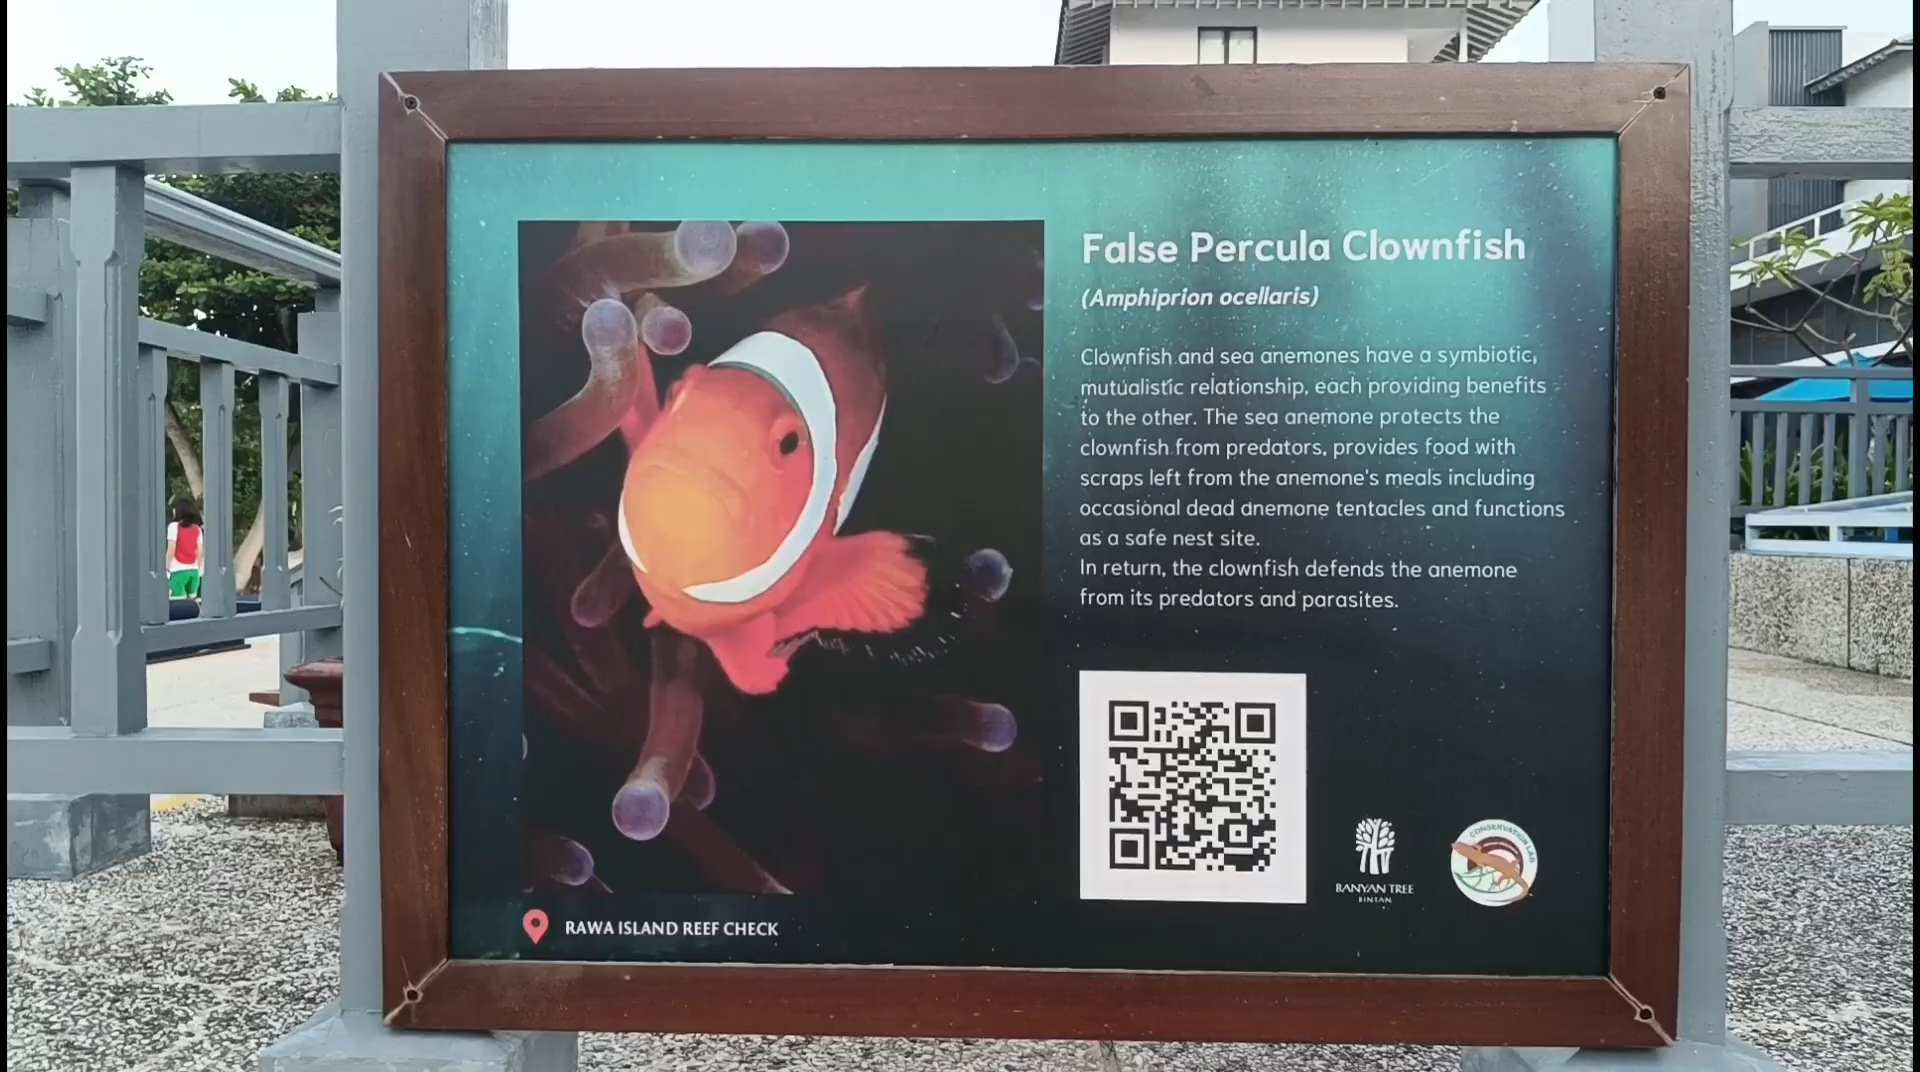 False Percula Clownfish
(Amphiprion ocellaris)
Clownfish and sea anemones have a symbiotic,
mutualistic relationship, each providing benefits
to the other. The sea anemone protects the
clownfish from predators, provides food with
scraps left from the anemone's meals including
occasional dead anemone tentacles and functions
as a safe nest site.
In return, the clownfish defends the anemone
from its predators and parasites.
BANYAN TREE
BINTAN
CONSERVATION LAB
RAWA ISLAND REEF CHECK